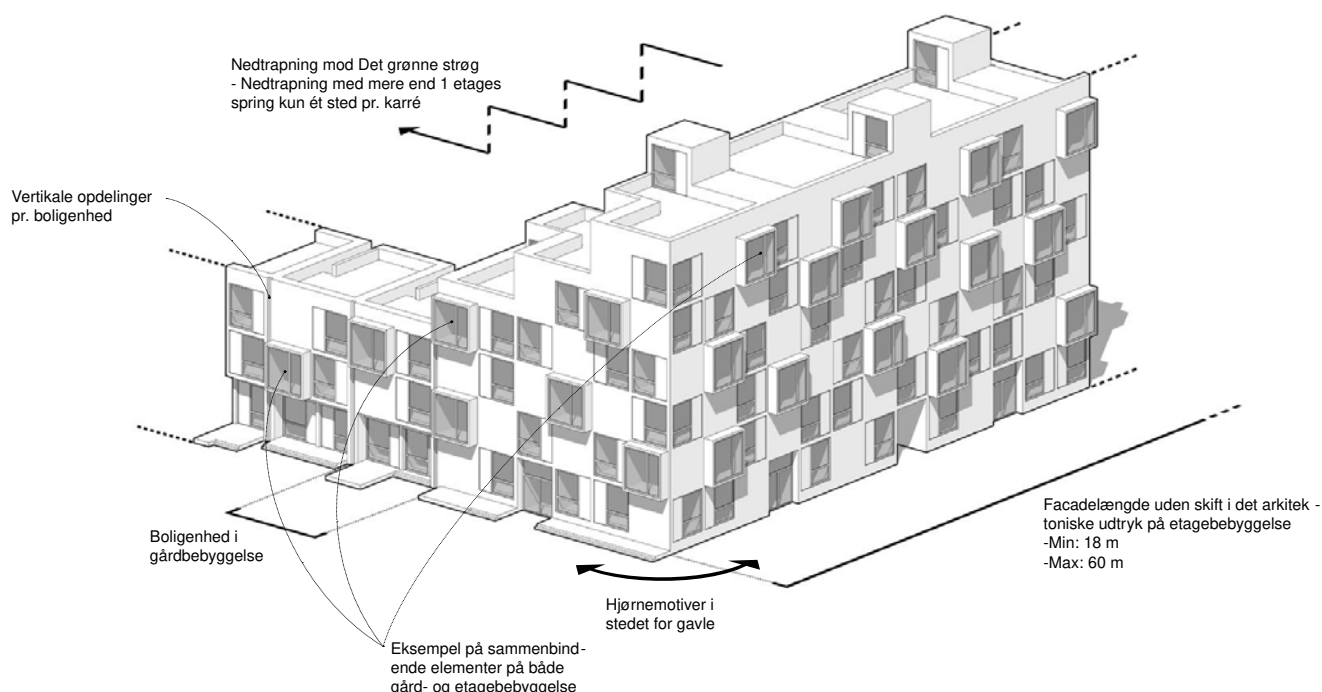 Nedtrapning mod Det grønne strøg
- Nedtrapning med mere end 1 etages
spring kun ét sted pr. karré
Vertikale opdelinger
pr. boligenhed
Boligenhed i
gårdbebyggelse
Eksempel på sammenbind-
ende elementer på både
gård- og etagebebyggelse
Hjørnemotiver i
stedet for gavle
Facadelængde uden skift i det arkitek -
toniske udtryk på etagebebyggelse
-Min: 18 m
-Max: 60 m